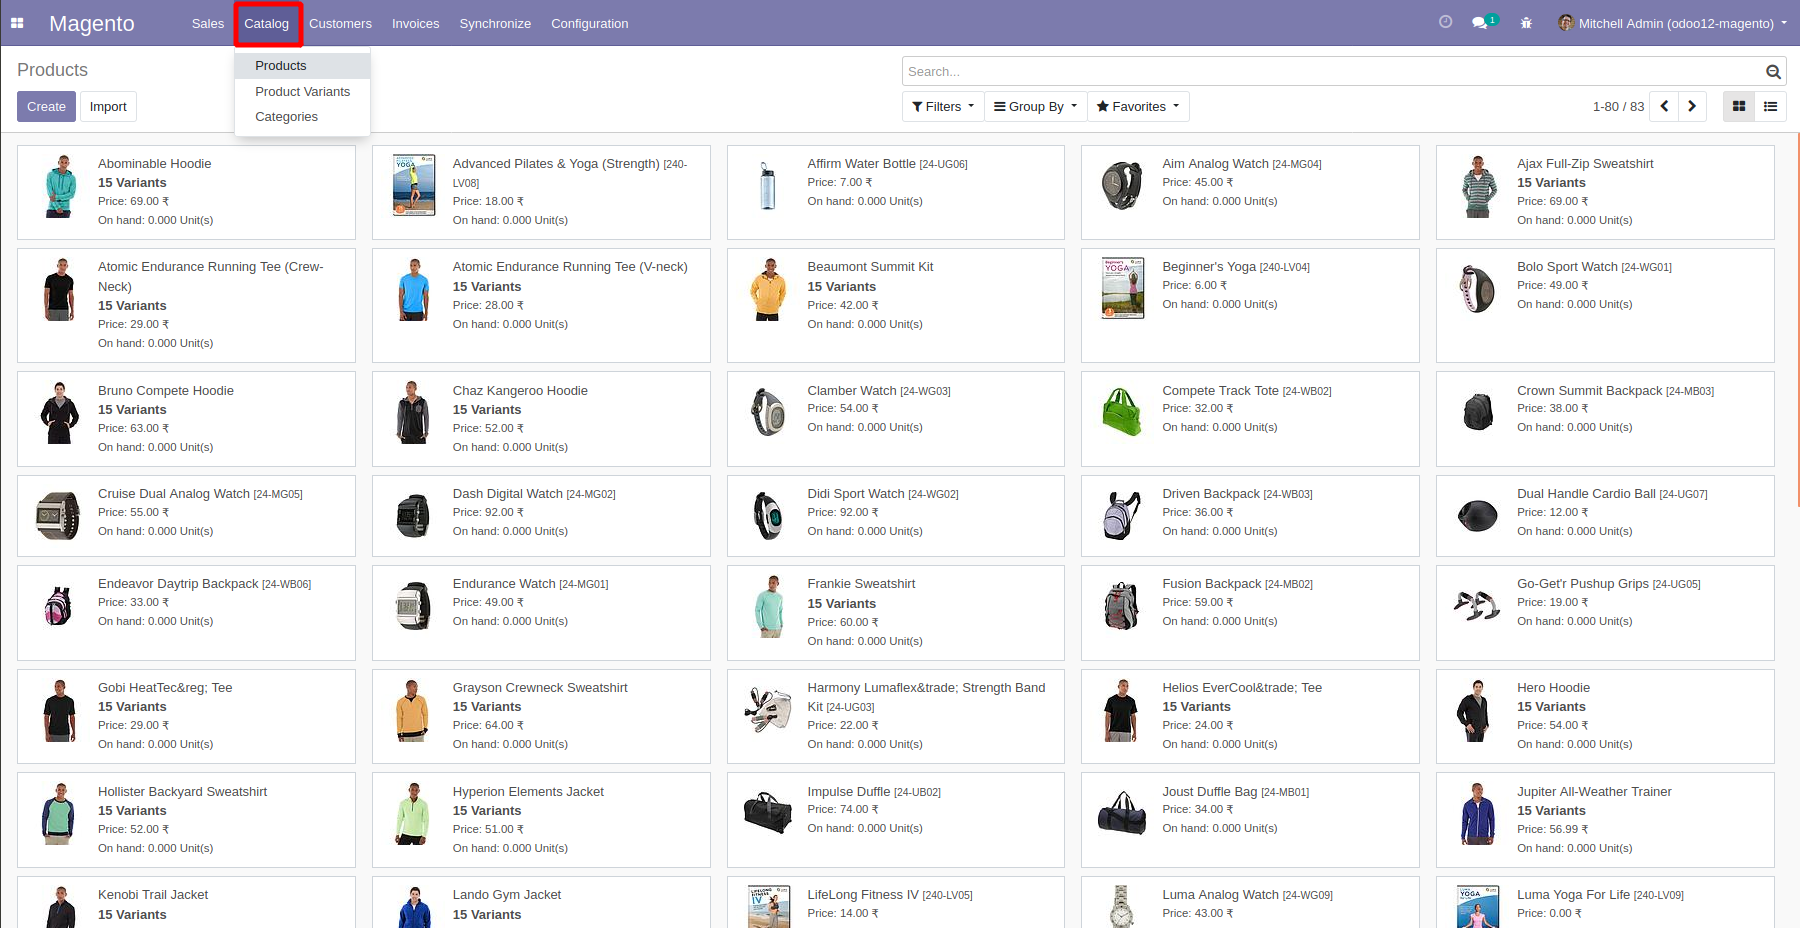 Magento
Sales Catalog Customers Invoices Synchronize Configuration
1
Mitchell Admin (odoo12-magento)
Products
Create Import
Products
Product Variants
Categories
Search...
Filters Group By Favorites
1-80 / 83
Abominable Hoodie
15 Variants
Price: 69.00 ₹
On hand: 0.000 Unit(s)
Advanced Pilates & Yoga (Strength) [240-
LV08]
Price: 18.00 ₹
On hand: 0.000 Unit(s)
Affirm Water Bottle [24-UG06]
Price: 7.00 ₹
On hand: 0.000 Unit(s)
Aim Analog Watch [24-MG04]
Price: 45.00 ₹
On hand: 0.000 Unit(s)
Ajax Full-Zip Sweatshirt
15 Variants
Price: 69.00 ₹
On hand: 0.000 Unit(s)
Atomic Endurance Running Tee (Crew-
Neck)
15 Variants
Price: 29.00 ₹
On hand: 0.000 Unit(s)
Atomic Endurance Running Tee (V-neck)
15 Variants
Price: 28.00 ₹
On hand: 0.000 Unit(s)
Beaumont Summit Kit
15 Variants
Price: 42.00 ₹
On hand: 0.000 Unit(s)
Beginner's Yoga [240-LV04]
Price: 6.00 ₹
On hand: 0.000 Unit(s)
Bolo Sport Watch [24-WG01]
Price: 49.00 ₹
On hand: 0.000 Unit(s)
Bruno Compete Hoodie
15 Variants
Price: 63.00 ₹
On hand: 0.000 Unit(s)
Chaz Kangeroo Hoodie
15 Variants
Price: 52.00 ₹
On hand: 0.000 Unit(s)
Clamber Watch [24-WG03]
Price: 54.00 ₹
On hand: 0.000 Unit(s)
Compete Track Tote [24-WB02]
Price: 32.00 ₹
On hand: 0.000 Unit(s)
Crown Summit Backpack [24-MB03]
Price: 38.00 ₹
On hand: 0.000 Unit(s)
Cruise Dual Analog Watch [24-MG05]
Price: 55.00 ₹
On hand: 0.000 Unit(s)
Dash Digital Watch [24-MG02]
Price: 92.00 ₹
On hand: 0.000 Unit(s)
Didi Sport Watch [24-WG02]
Price: 92.00 ₹
On hand: 0.000 Unit(s)
Driven Backpack [24-WB03]
Price: 36.00 ₹
On hand: 0.000 Unit(s)
Dual Handle Cardio Ball [24-UG07]
Price: 12.00 ₹
On hand: 0.000 Unit(s)
Endeavor Daytrip Backpack [24-WB06]
Price: 33.00 ₹
On hand: 0.000 Unit(s)
Endurance Watch [24-MG01]
Price: 49.00 ₹
On hand: 0.000 Unit(s)
Frankie Sweatshirt
15 Variants
Price: 60.00 ₹
On hand: 0.000 Unit(s)
Fusion Backpack [24-MB02]
Price: 59.00 ₹
On hand: 0.000 Unit(s)
Go-Get'r Pushup Grips [24-UG05]
Price: 19.00 ₹
On hand: 0.000 Unit(s)
Gobi HeatTec&reg; Tee
15 Variants
Price: 29.00 ₹
On hand: 0.000 Unit(s)
Grayson Crewneck Sweatshirt
15 Variants
Price: 64.00 ₹
On hand: 0.000 Unit(s)
Harmony Lumaflex&trade; Strength Band
Kit [24-UG03]
Price: 22.00 ₹
On hand: 0.000 Unit(s)
Helios EverCool&trade; Tee
15 Variants
Price: 24.00 ₹
On hand: 0.000 Unit(s)
Hero Hoodie
15 Variants
Price: 54.00 ₹
On hand: 0.000 Unit(s)
Hollister Backyard Sweatshirt
15 Variants
Price: 52.00 ₹
On hand: 0.000 Unit(s)
Hyperion Elements Jacket
15 Variants
Price: 51.00 ₹
On hand: 0.000 Unit(s)
Impulse Duffle [24-UB02]
Price: 74.00 ₹
On hand: 0.000 Unit(s)
Joust Duffle Bag [24-MB01]
Price: 34.00 ₹
On hand: 0.000 Unit(s)
Jupiter All-Weather Trainer
15 Variants
Price: 56.99 ₹
On hand: 0.000 Unit(s)
Kenobi Trail Jacket
15 Variants
Lando Gym Jacket
15 Variants
LifeLong Fitness IV [240-LV05]
Price: 14.00 ₹
Luma Analog Watch [24-WG09]
Price: 43.00 ₹
Luma Yoga For Life [240-LV09]
Price: 0.00 ₹